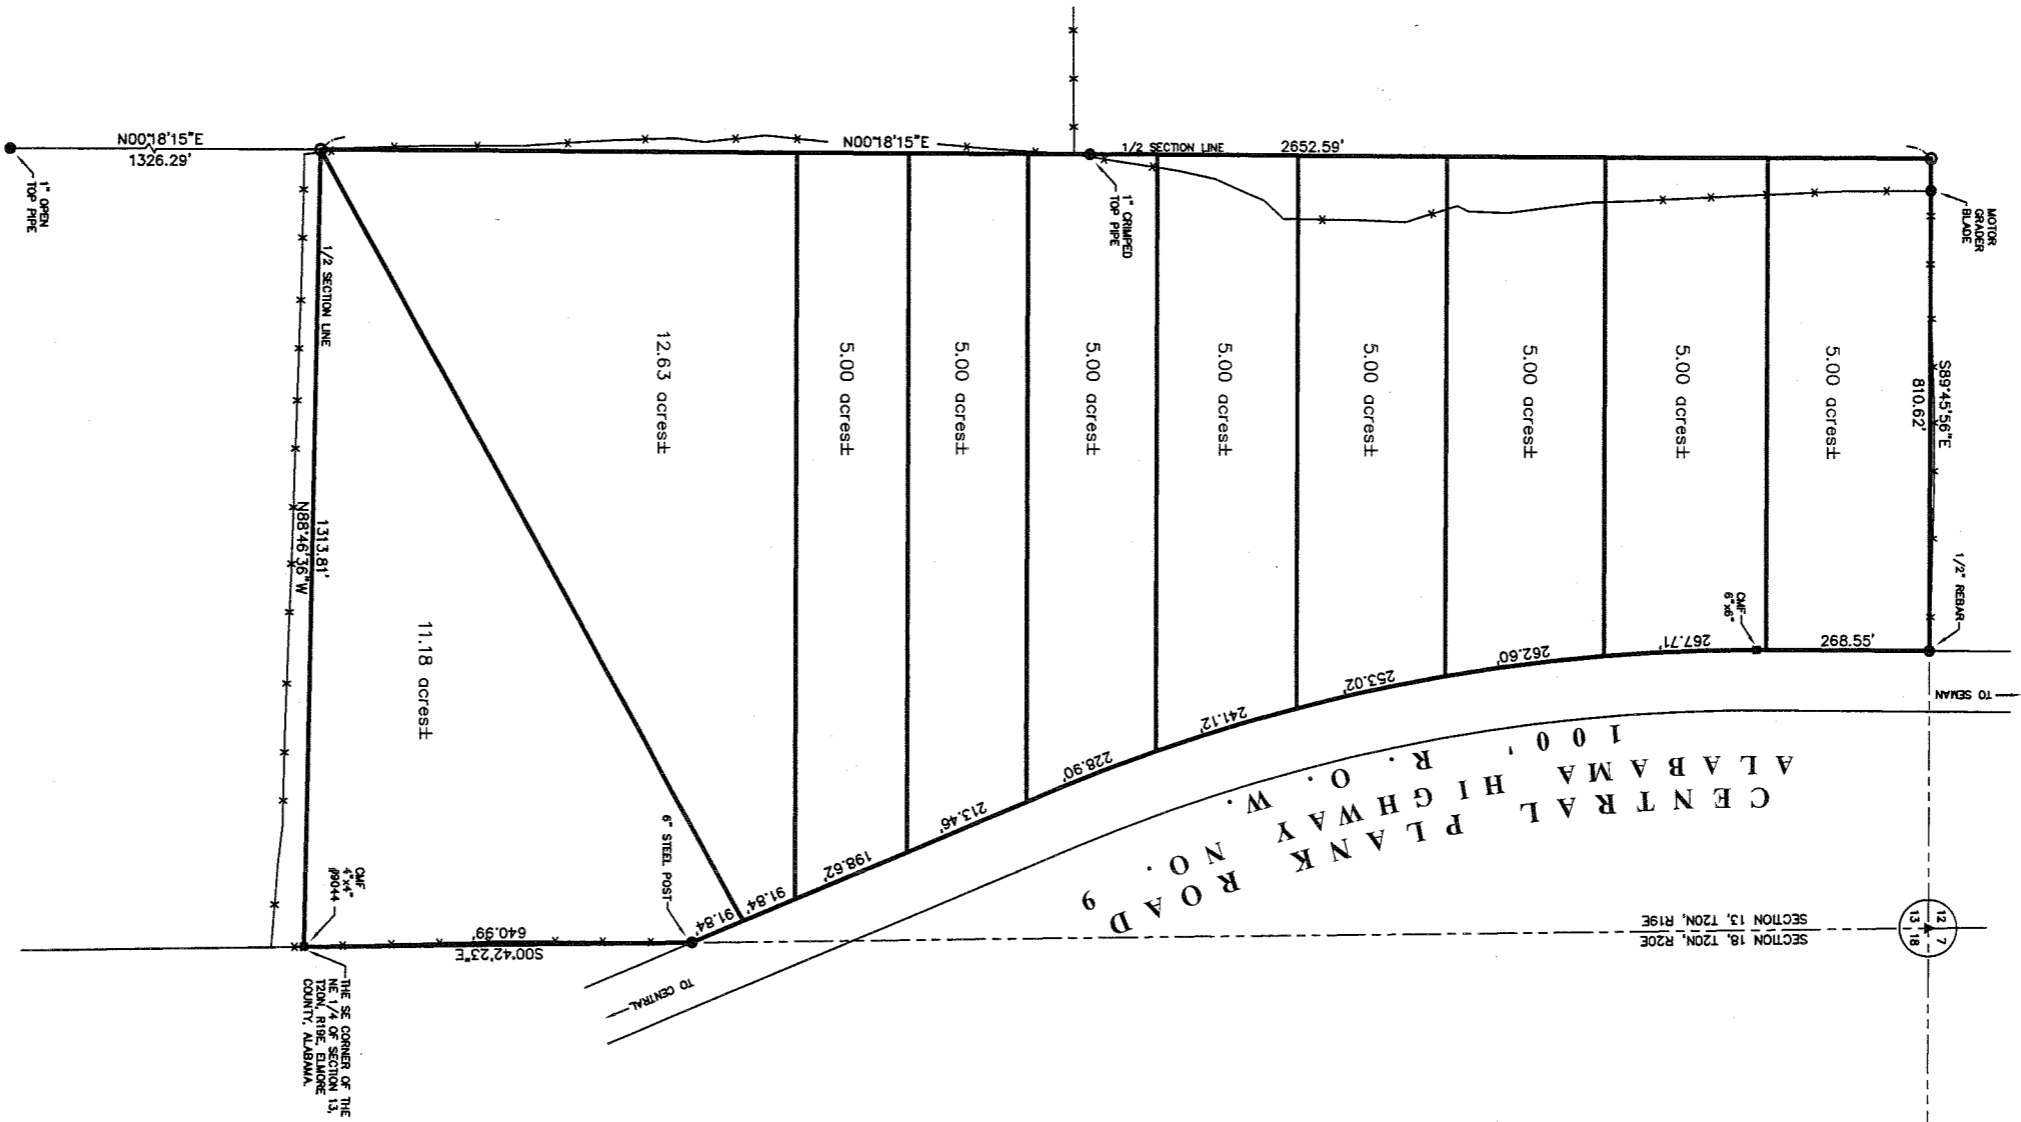 N00°18'15"E
1326.29'
1" OPEN
TOP PIPE
N00°18'15"E
1/2 SECTION LINE
2652.59'
1" CRIMPED
TOP PIPE
MOTOR
GRADER
BLADE
S89°45'56"E
810.62'
1/2" REBAR
CMF
6"x6"
1/2 SECTION LINE
1313.81'
N88°46'36"W
12.63 acres±
5.00 acres±
5.00 acres±
5.00 acres±
5.00 acres±
5.00 acres±
5.00 acres±
5.00 acres±
5.00 acres±
11.18 acres±
268.55'
267.71'
262.60'
253.02'
241.12'
228.90'
213.46'
198.62'
91.84'
91.84'
6" STEEL POST
TO SEMAN
CENTRAL PLANK ROAD
ALABAMA HIGHWAY NO. 9
100' R. O. W.
TO CENTRAL
SECTION 13, T20N, R19E
SECTION 18, T20N, R20E
12 7
13 18
640.99'
S00°42'23"E
CMF
4"x4"
#9044
THE SE CORNER OF THE
NE 1/4 OF SECTION 13,
T20N, R19E, ELMORE
COUNTY, ALABAMA.